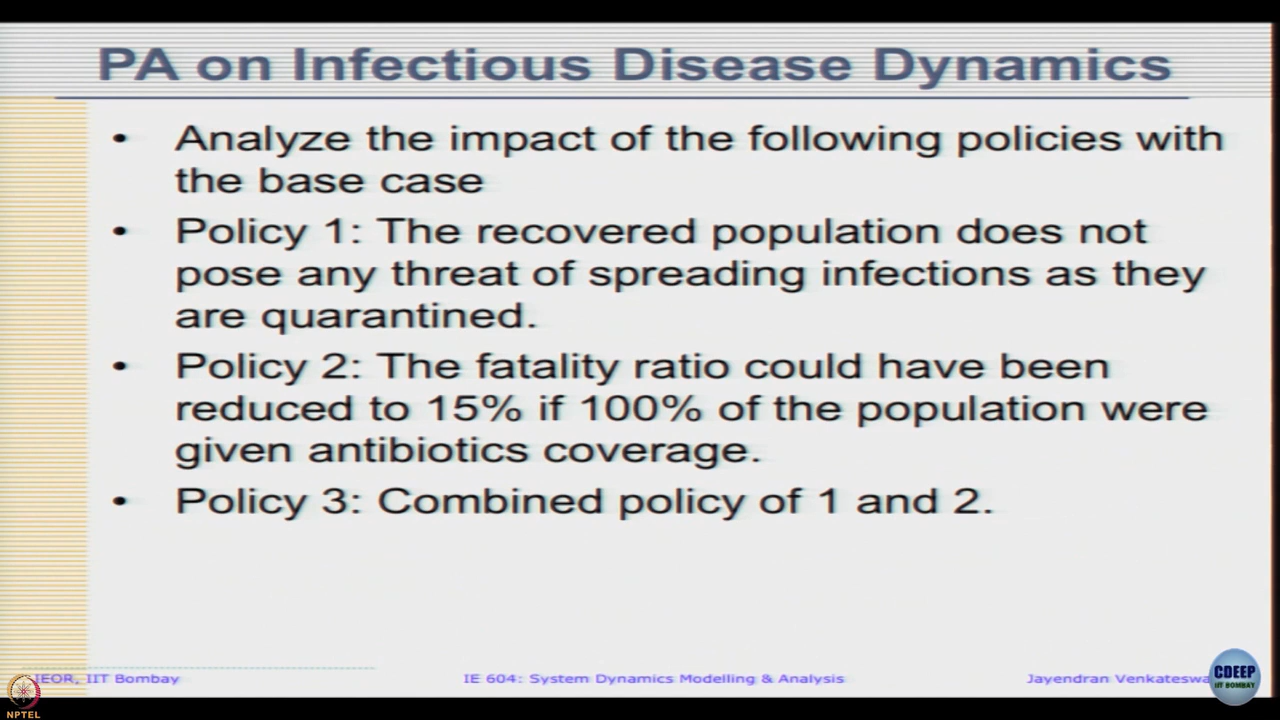 PA on Infectious Disease Dynamics
• Analyze the impact of the following policies with
the base case
• Policy 1: The recovered population does not
pose any threat of spreading infections as they
are quarantined.
• Policy 2: The fatality ratio could have been
reduced to 15% if 100% of the population were
given antibiotics coverage.
• Policy 3: Combined policy of 1 and 2.
IEOR, IIT Bombay
IE 604: System Dynamics Modelling & Analysis
Jayendran Venkateswa
CDEEP
IIT BOMBAY
NPTEL